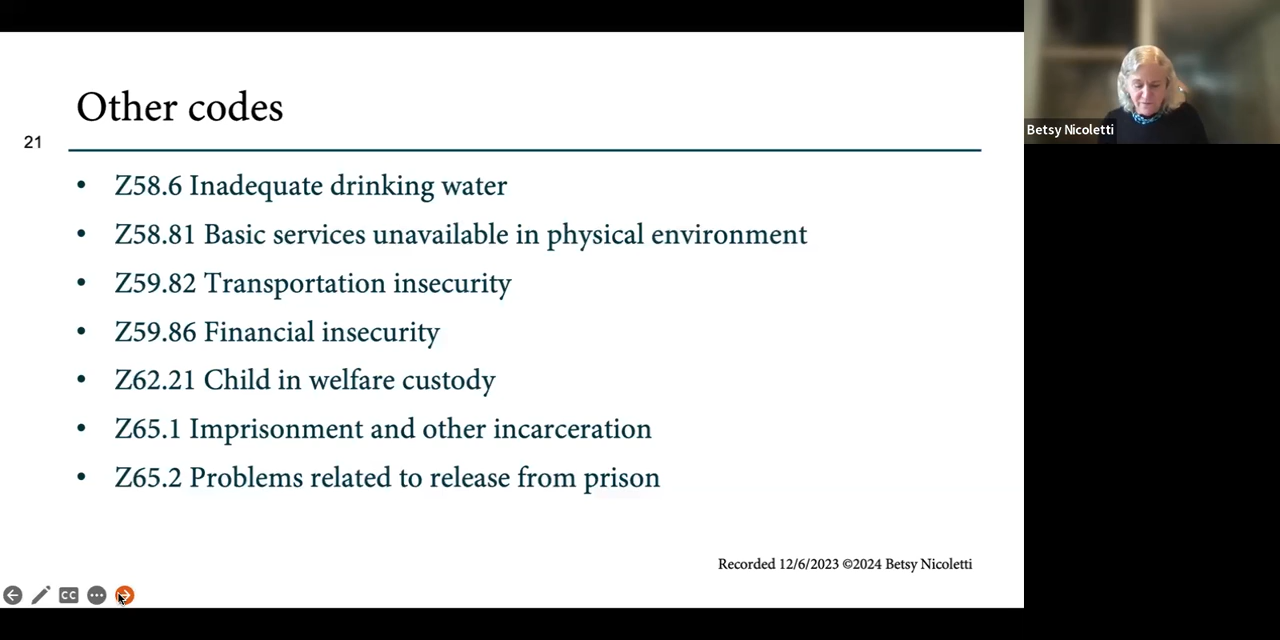 Other codes
21
• Z58.6 Inadequate drinking water
• Z58.81 Basic services unavailable in physical environment
• Z59.82 Transportation insecurity
• Z59.86 Financial insecurity
• Z62.21 Child in welfare custody
• Z65.1 Imprisonment and other incarceration
• Z65.2 Problems related to release from prison
Recorded 12/6/2023 ©2024 Betsy Nicoletti
CC
Betsy Nicoletti